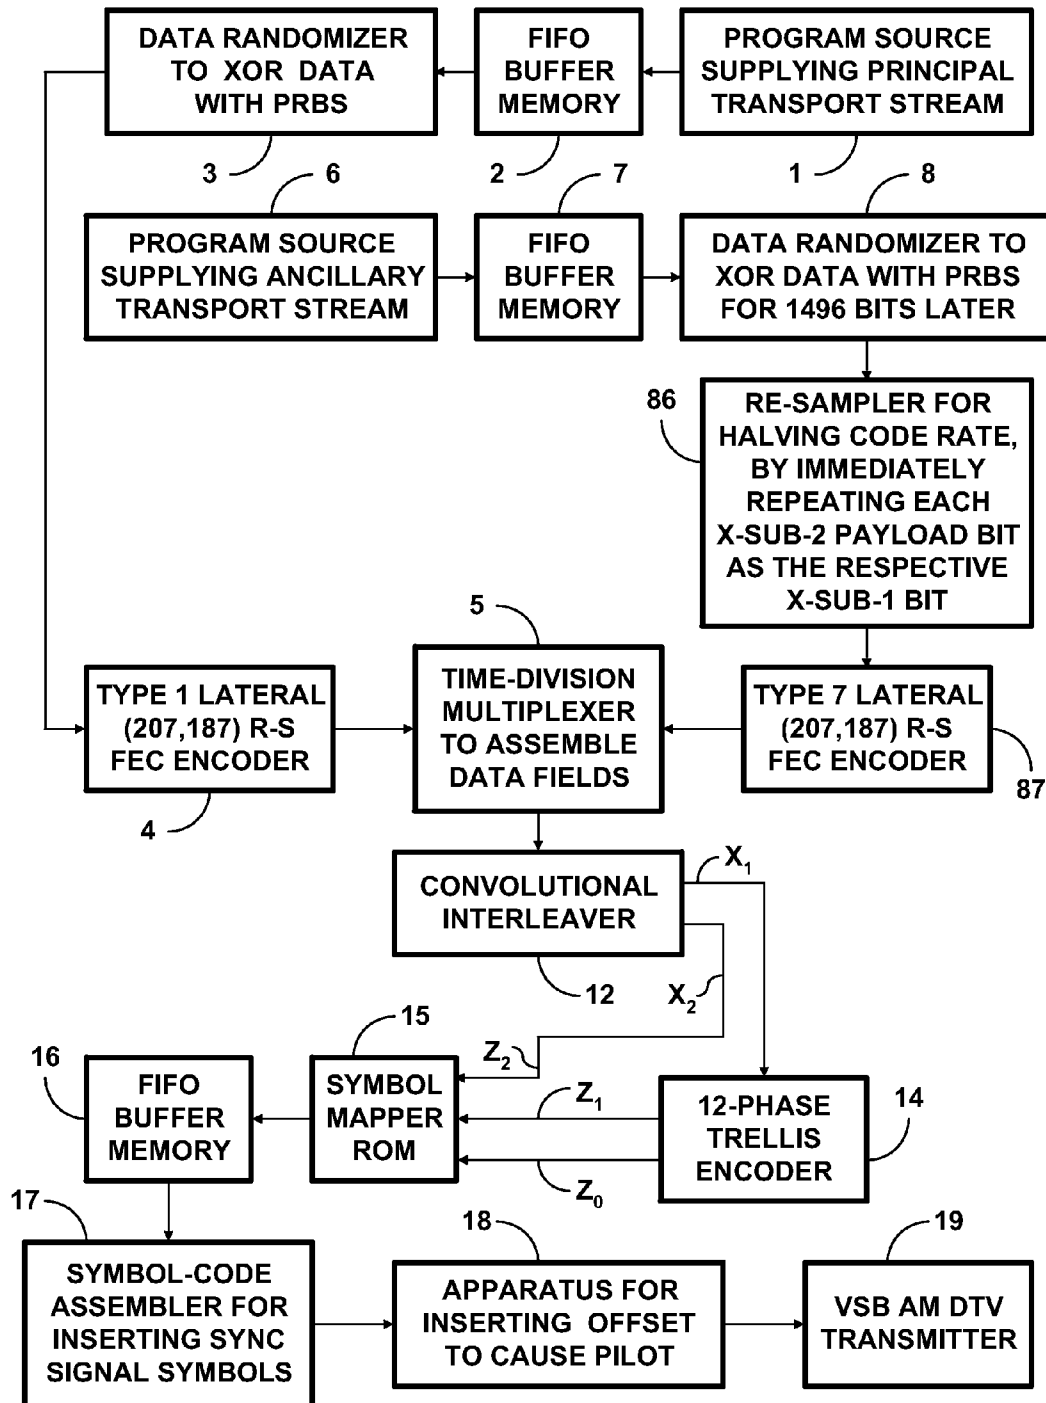 DATA RANDOMIZER
TO XOR DATA
WITH PRBS
FIFO
BUFFER
MEMORY
PROGRAM SOURCE
SUPPLYING PRINCIPAL
TRANSPORT STREAM
3
6
2
7
1
8
PROGRAM SOURCE
SUPPLYING ANCILLARY
TRANSPORT STREAM
FIFO
BUFFER
MEMORY
DATA RANDOMIZER TO
XOR DATA WITH PRBS
FOR 1496 BITS LATER
86
RE-SAMPLER FOR
HALVING CODE RATE,
BY IMMEDIATELY
REPEATING EACH
X-SUB-2 PAYLOAD BIT
AS THE RESPECTIVE
X-SUB-1 BIT
5
TYPE 1 LATERAL
(207,187) R-S
FEC ENCODER
4
TIME-DIVISION
MULTIPLEXER
TO ASSEMBLE
DATA FIELDS
TYPE 7 LATERAL
(207,187) R-S
FEC ENCODER
87
CONVOLUTIONAL
INTERLEAVER
12
X1
X2
15
16
FIFO
BUFFER
MEMORY
SYMBOL
MAPPER
ROM
Z2
Z1
Z0
12-PHASE
TRELLIS
ENCODER
14
17
SYMBOL-CODE
ASSEMBLER FOR
INSERTING SYNC
SIGNAL SYMBOLS
18
APPARATUS FOR
INSERTING OFFSET
TO CAUSE PILOT
19
VSB AM DTV
TRANSMITTER